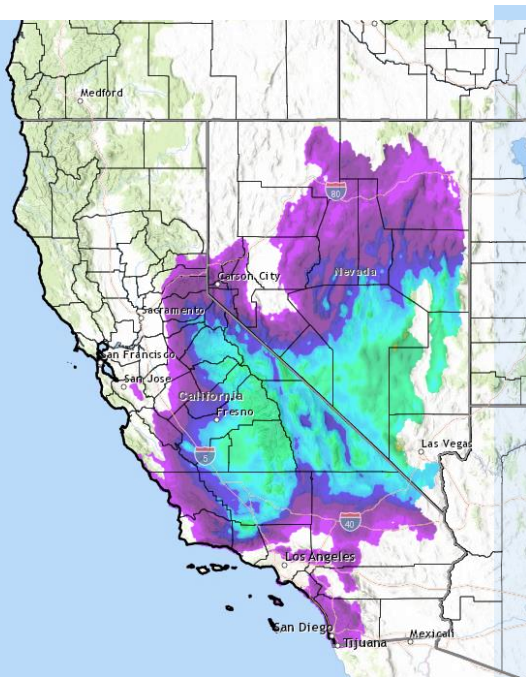 Medford
80
Carson City
Nevada
Sacramento
San Francisco
San Jose
California
Fresno
Las Vegas
5
40
Los Angeles
San Diego
Mexicali
Tijuana